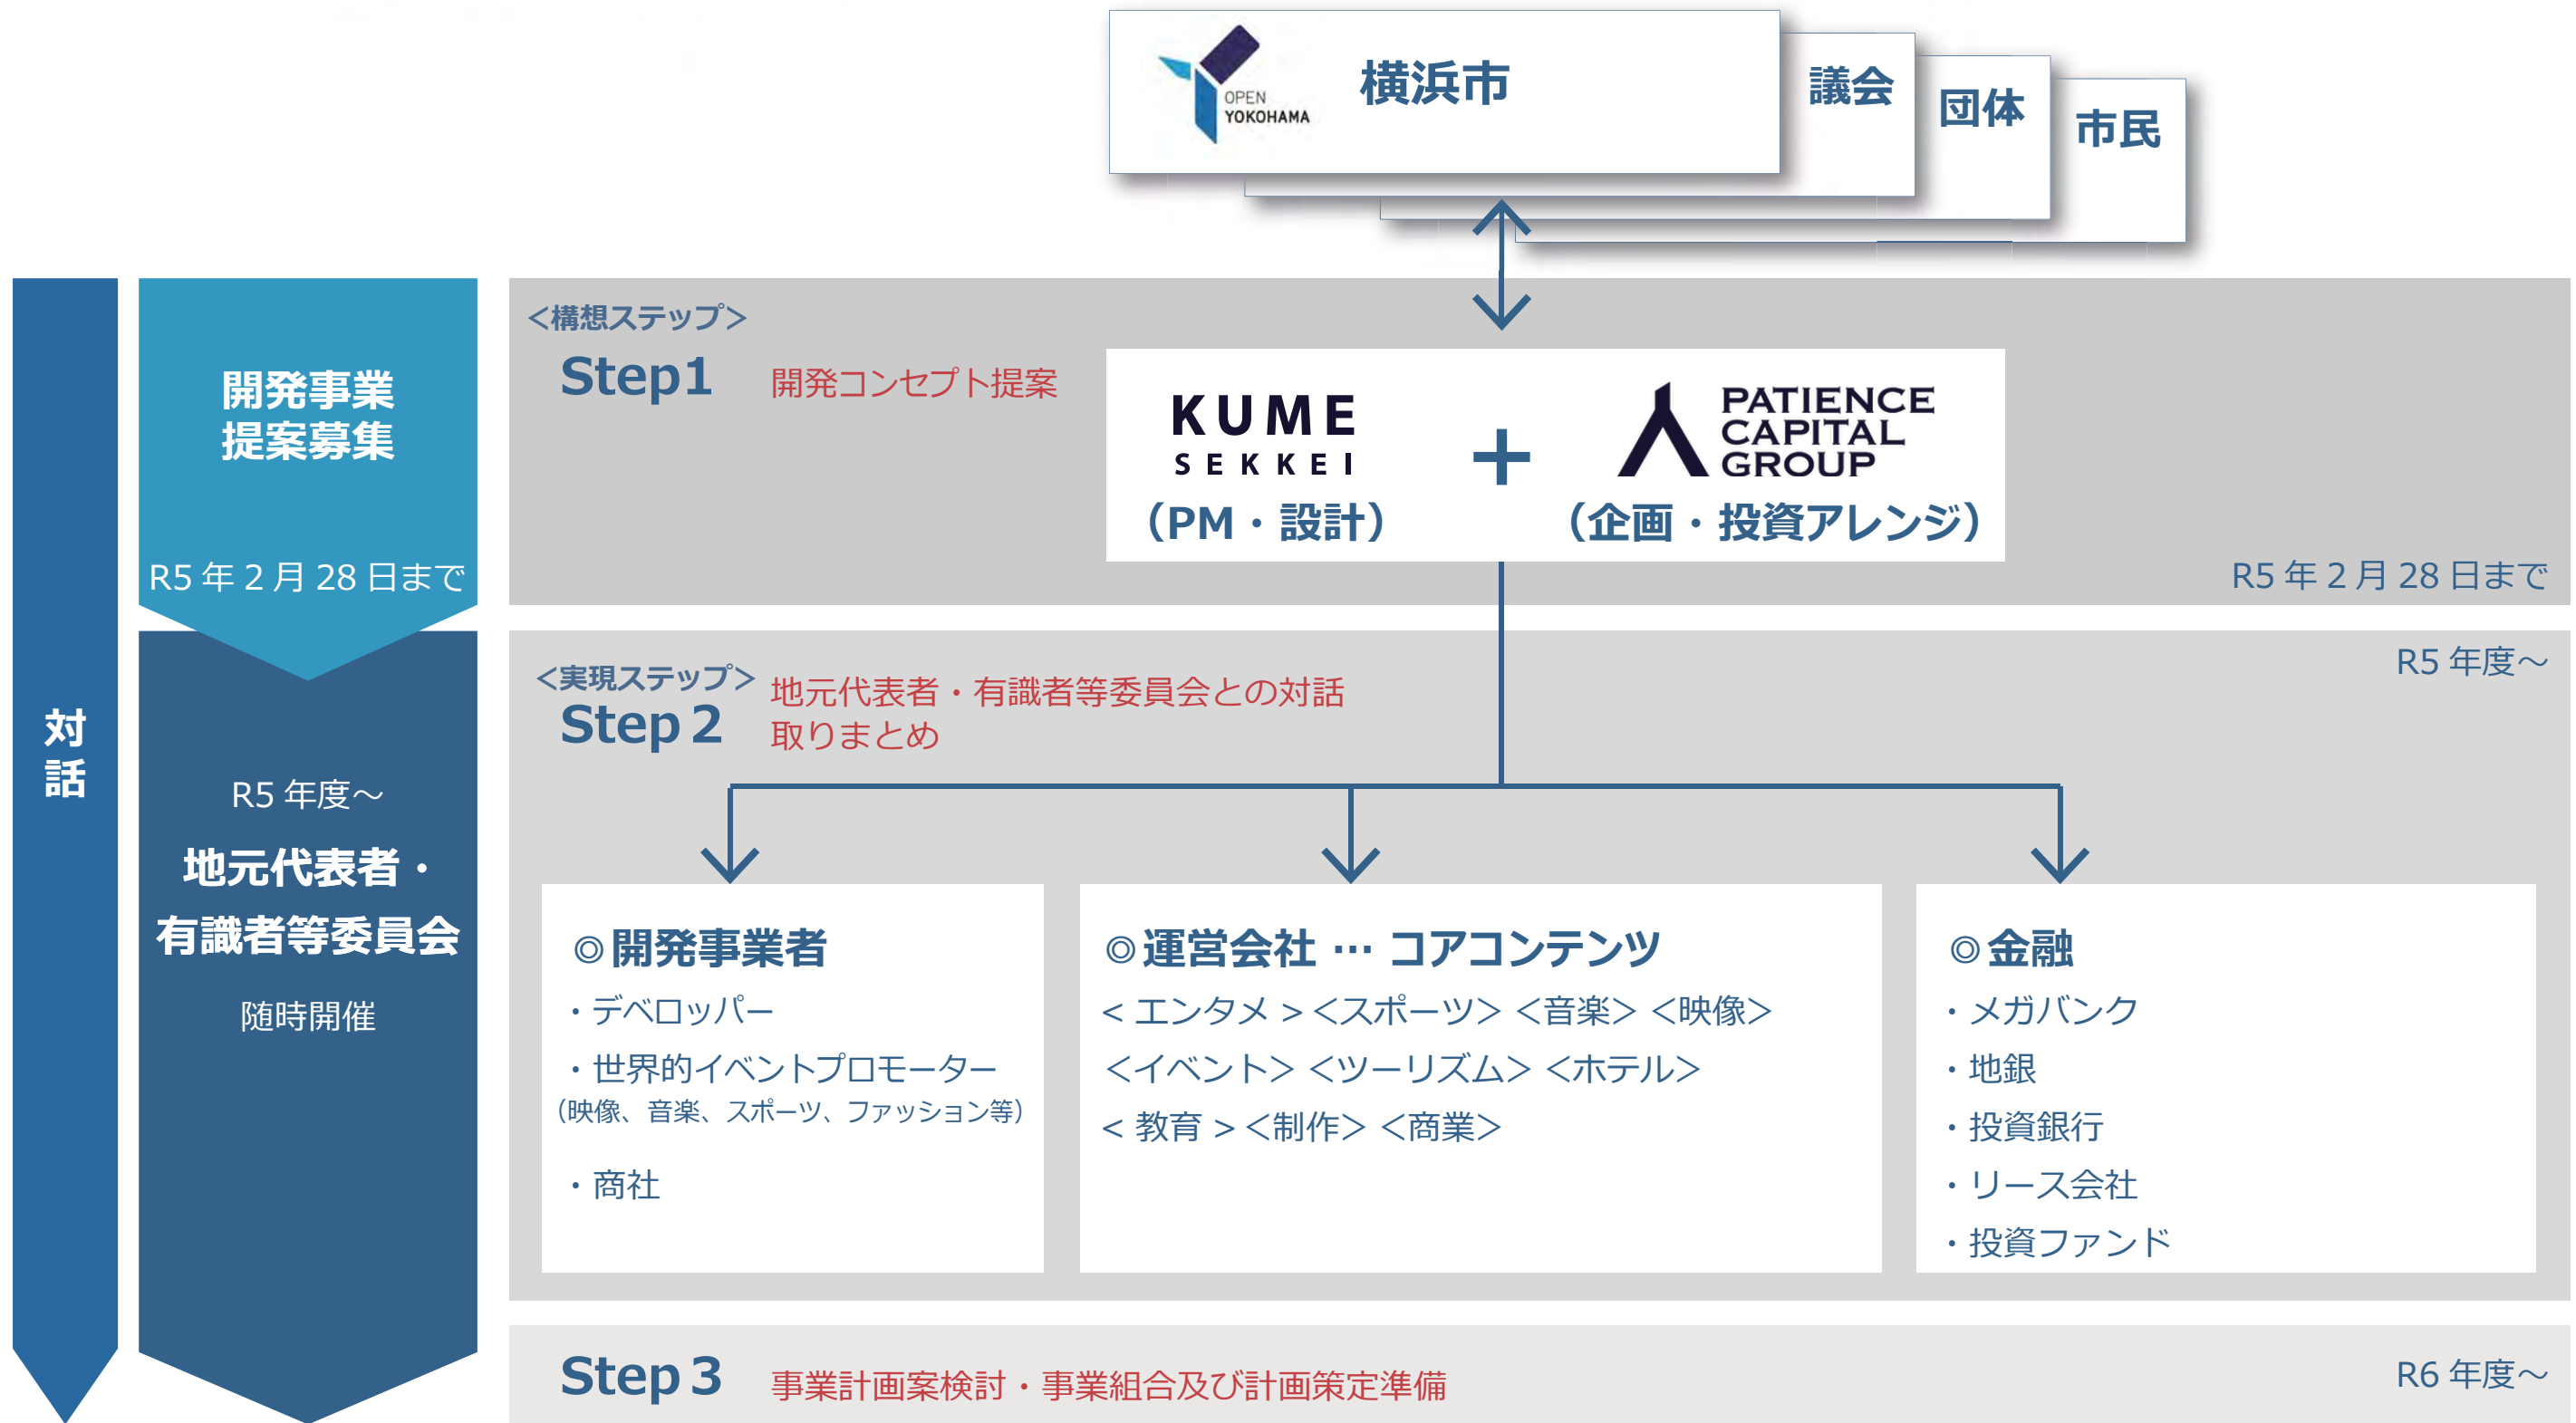 OPEN
YOKOHAMA
横浜市
議会
団体
市民
対話
開発事業
提案募集
R5 年 2 月 28 日まで
R5 年度～
地元代表者・
有識者等委員会
随時開催
＜構想ステップ＞
Step1 開発コンセプト提案
KUME
SEKKEI
（PM・設計）
+
PATIENCE
CAPITAL
GROUP
（企画・投資アレンジ）
R5 年 2 月 28 日まで
＜実現ステップ＞
Step 2 地元代表者・有識者等委員会との対話
取りまとめ
R5 年度～
◎開発事業者
・デベロッパー
・世界的イベントプロモーター
（映像、音楽、スポーツ、ファッション等）
・商社
◎運営会社 … コアコンテンツ
< エンタメ >＜スポーツ＞＜音楽＞＜映像＞
＜イベント＞＜ツーリズム＞＜ホテル＞
< 教育 >＜制作＞＜商業＞
◎金融
・メガバンク
・地銀
・投資銀行
・リース会社
・投資ファンド
Step 3 事業計画案検討・事業組合及び計画策定準備
R6 年度～